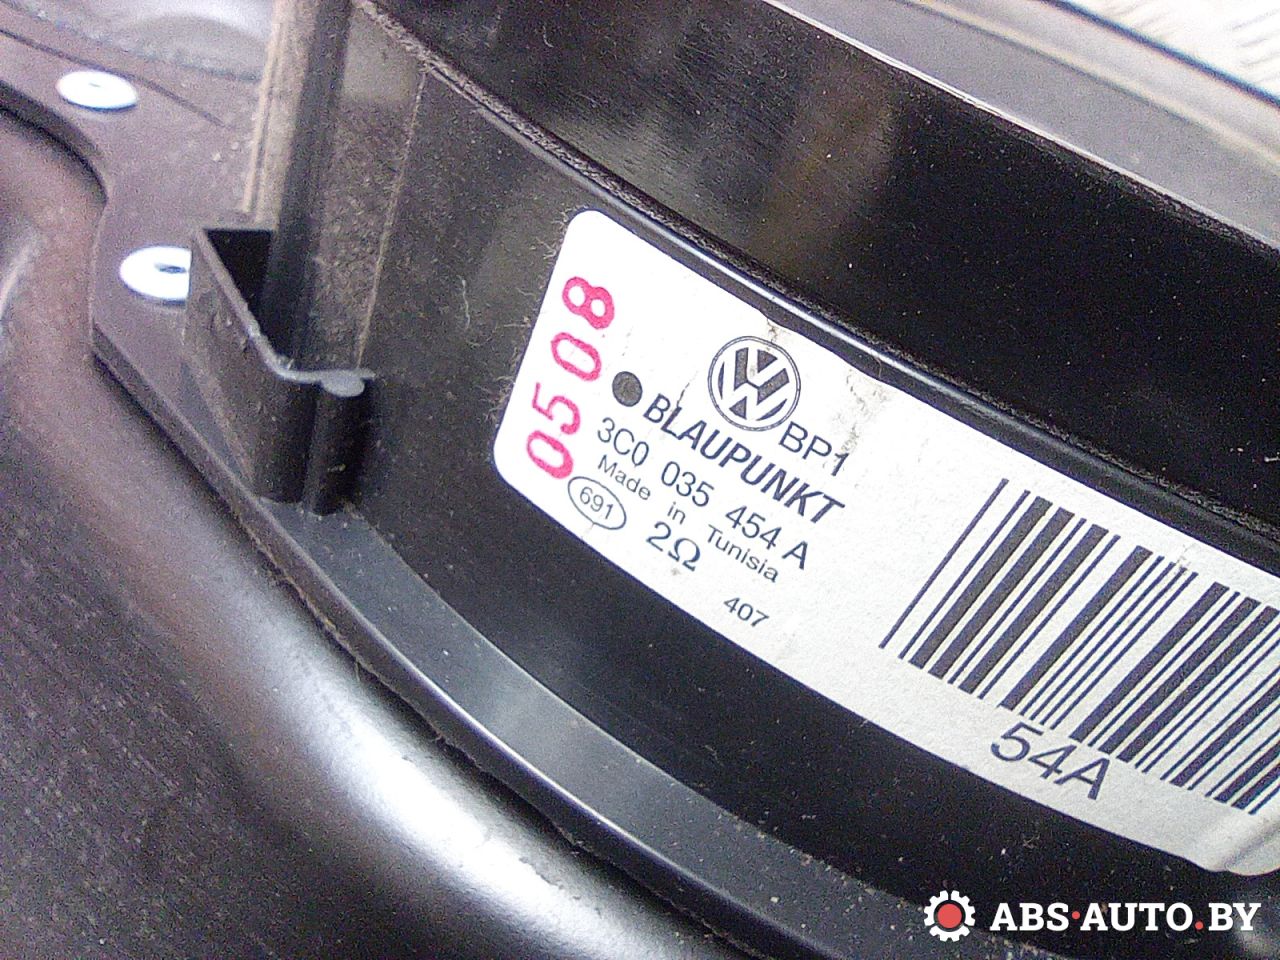 0508
BP1
BLAUPUNKT
3C0 035 454 A
Made in Tunisia
691
2Ω
407
54A
ABS·AUTO.BY